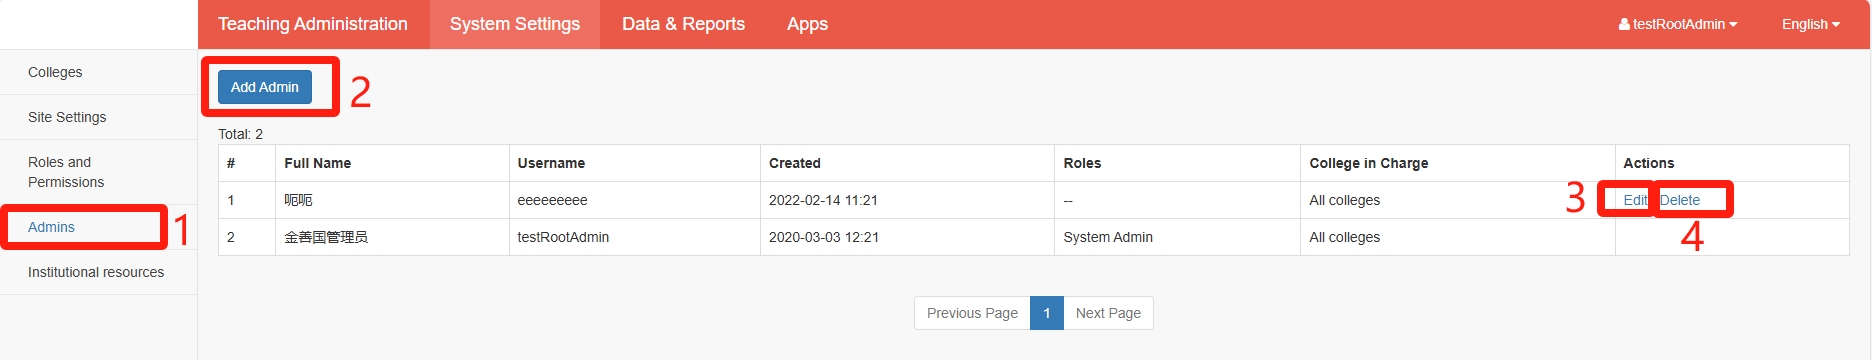 Teaching Administration System Settings Data & Reports Apps testRootAdmin English
Colleges
Site Settings
Roles and
Permissions
Admins 1
Institutional resources
Add Admin 2
Total: 2
# Full Name Username Created Roles College in Charge Actions
1 呃呃 eeeeeeeee 2022-02-14 11:21 -- All colleges 3 Edit Delete
2 金善国管理员 testRootAdmin 2020-03-03 12:21 System Admin All colleges 4
Previous Page 1 Next Page